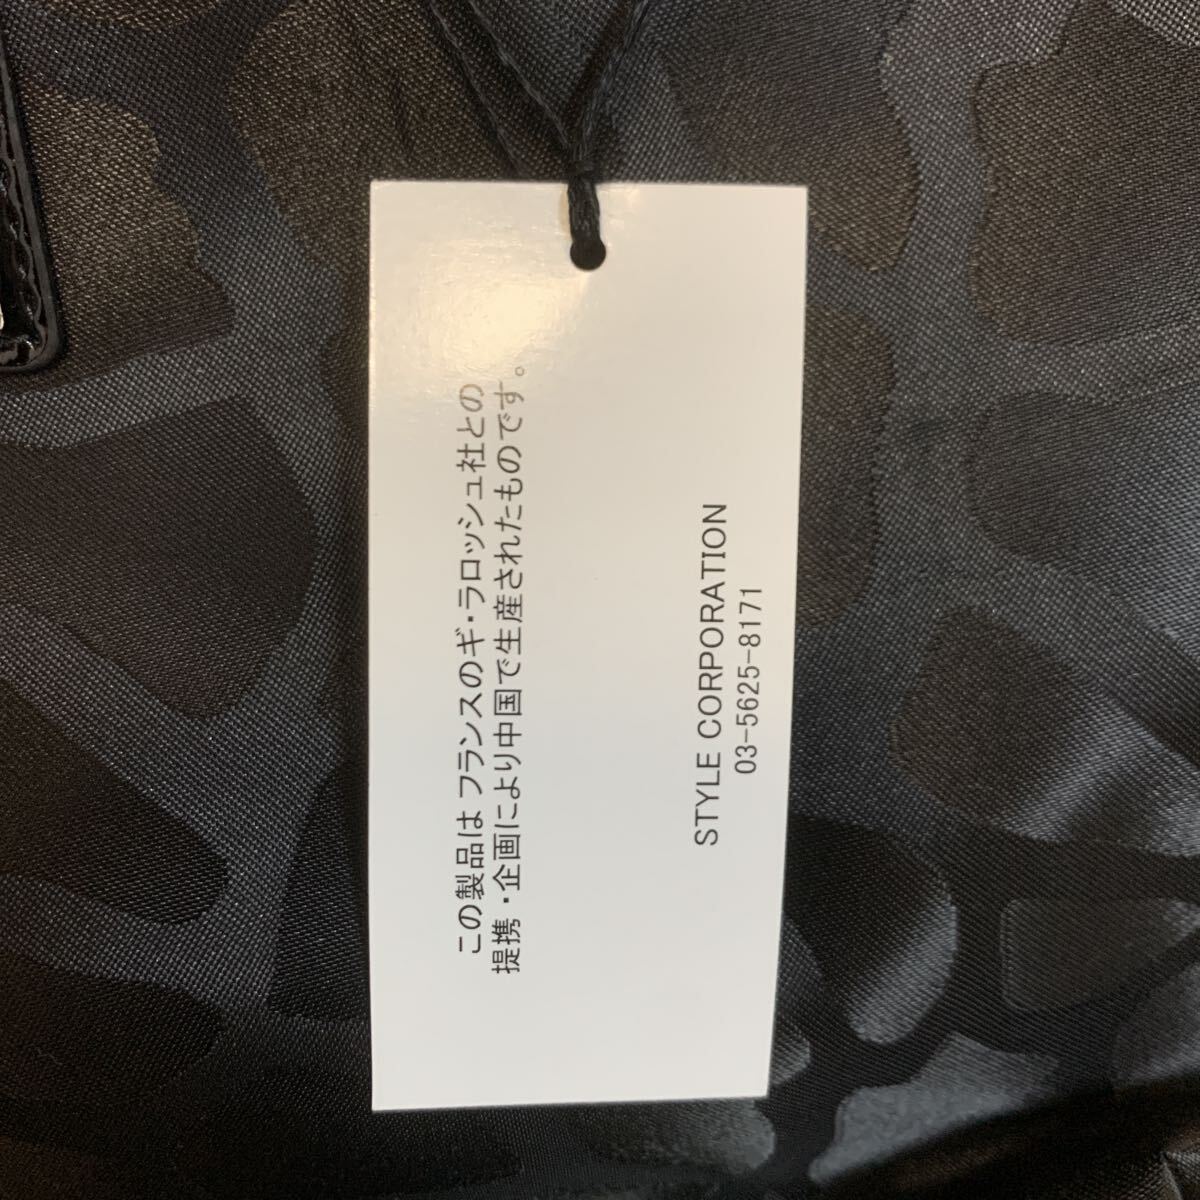 この製品は フランスのギ・ラロッシュ社との
提携・企画により中国で生産されたものです。
STYLE CORPORATION
03-5625-8171